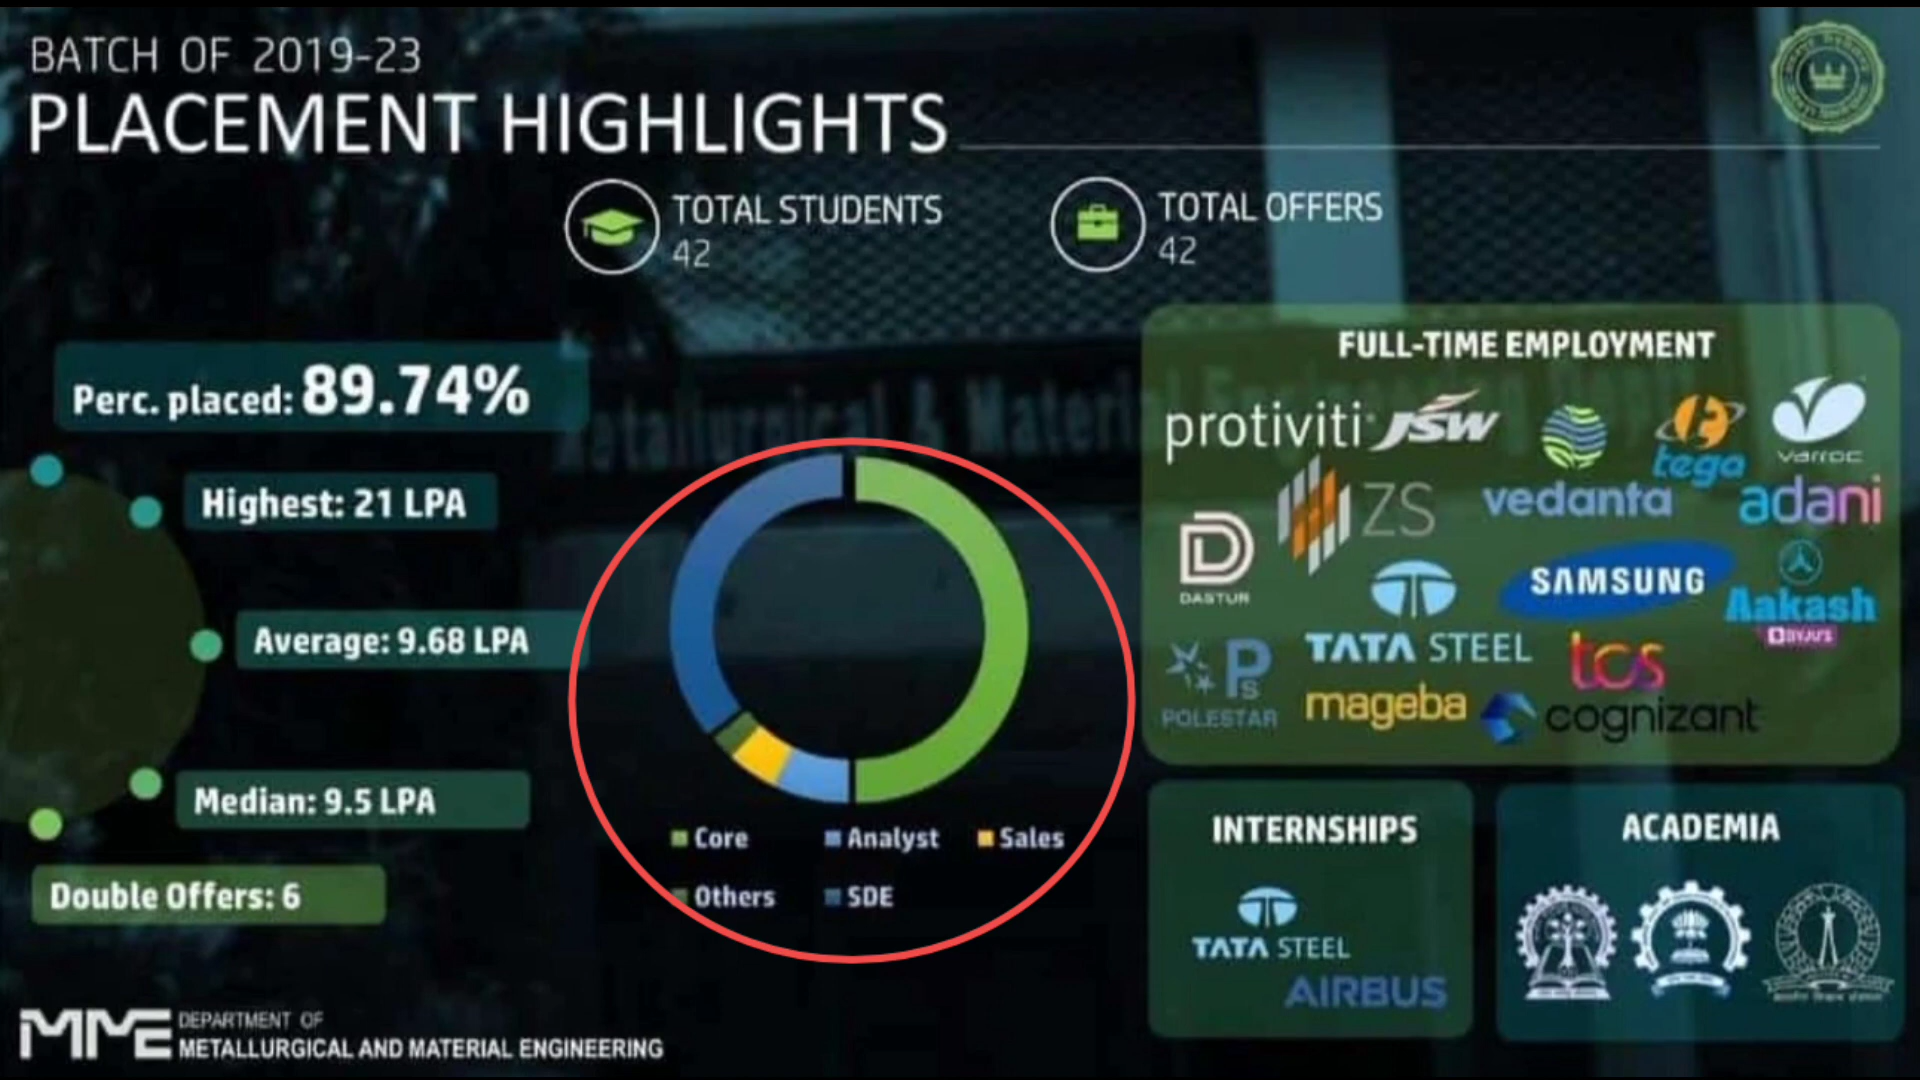 BATCH OF 2019-23
PLACEMENT HIGHLIGHTS
TOTAL STUDENTS
42
TOTAL OFFERS
42
Perc. placed: 89.74%
Highest: 21 LPA
Average: 9.68 LPA
Median: 9.5 LPA
Double Offers: 6
Core
Analyst
Sales
Others
SDE
FULL-TIME EMPLOYMENT
protiviti
JSW
vedanta
tega
varroc
DASTUR
ZS
adani
TATA STEEL
SAMSUNG
Aakash
BYJU'S
Ps
POLESTAR
mageba
tcs
cognizant
INTERNSHIPS
TATA STEEL
AIRBUS
ACADEMIA
MME
DEPARTMENT OF
METALLURGICAL AND MATERIAL ENGINEERING